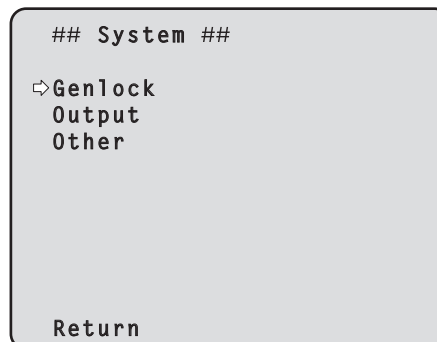 ## System ##
⇨Genlock
Output
Other
Return